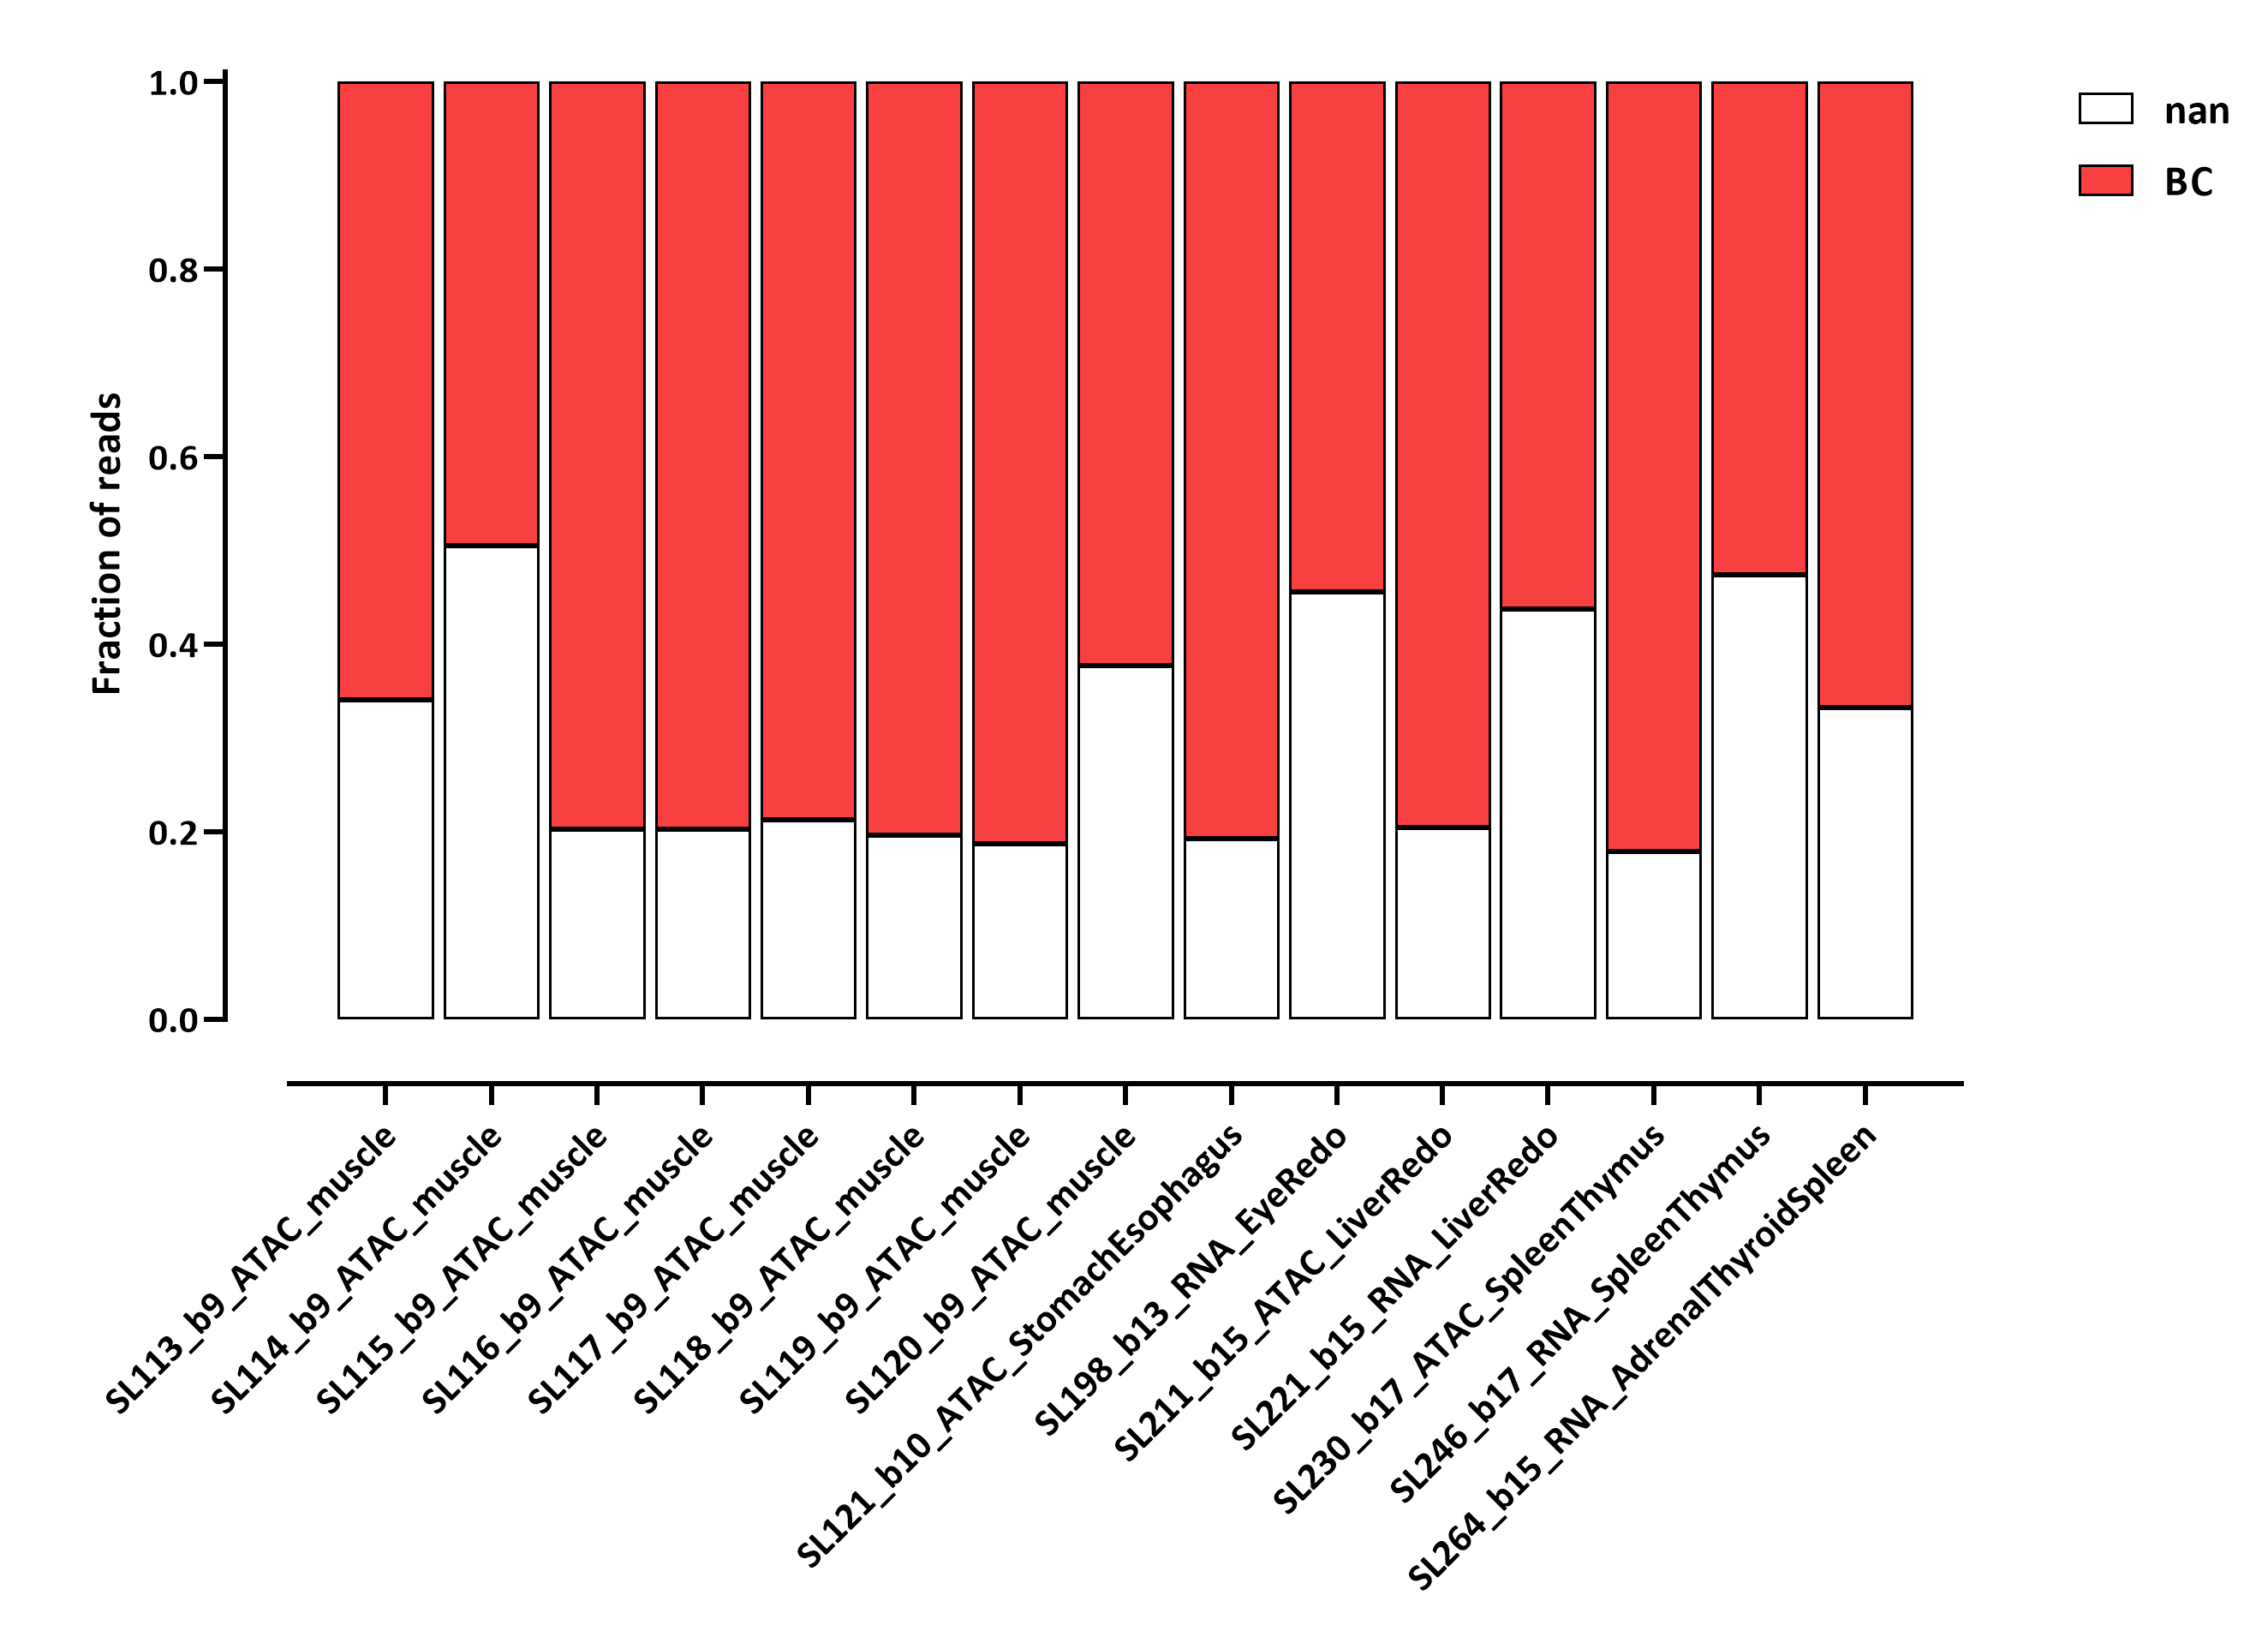 nan
BC
Fraction of reads
1.0
0.8
0.6
0.4
0.2
0.0
SL113_b9_ATAC_muscle
SL114_b9_ATAC_muscle
SL115_b9_ATAC_muscle
SL116_b9_ATAC_muscle
SL117_b9_ATAC_muscle
SL118_b9_ATAC_muscle
SL119_b9_ATAC_muscle
SL120_b9_ATAC_muscle
SL121_b10_ATAC_StomachEsophagus
SL198_b13_RNA_EyeRedo
SL211_b15_ATAC_LiverRedo
SL221_b15_RNA_LiverRedo
SL230_b17_ATAC_SpleenThymus
SL246_b17_RNA_SpleenThymus
SL264_b15_RNA_AdrenalThyroidSpleen